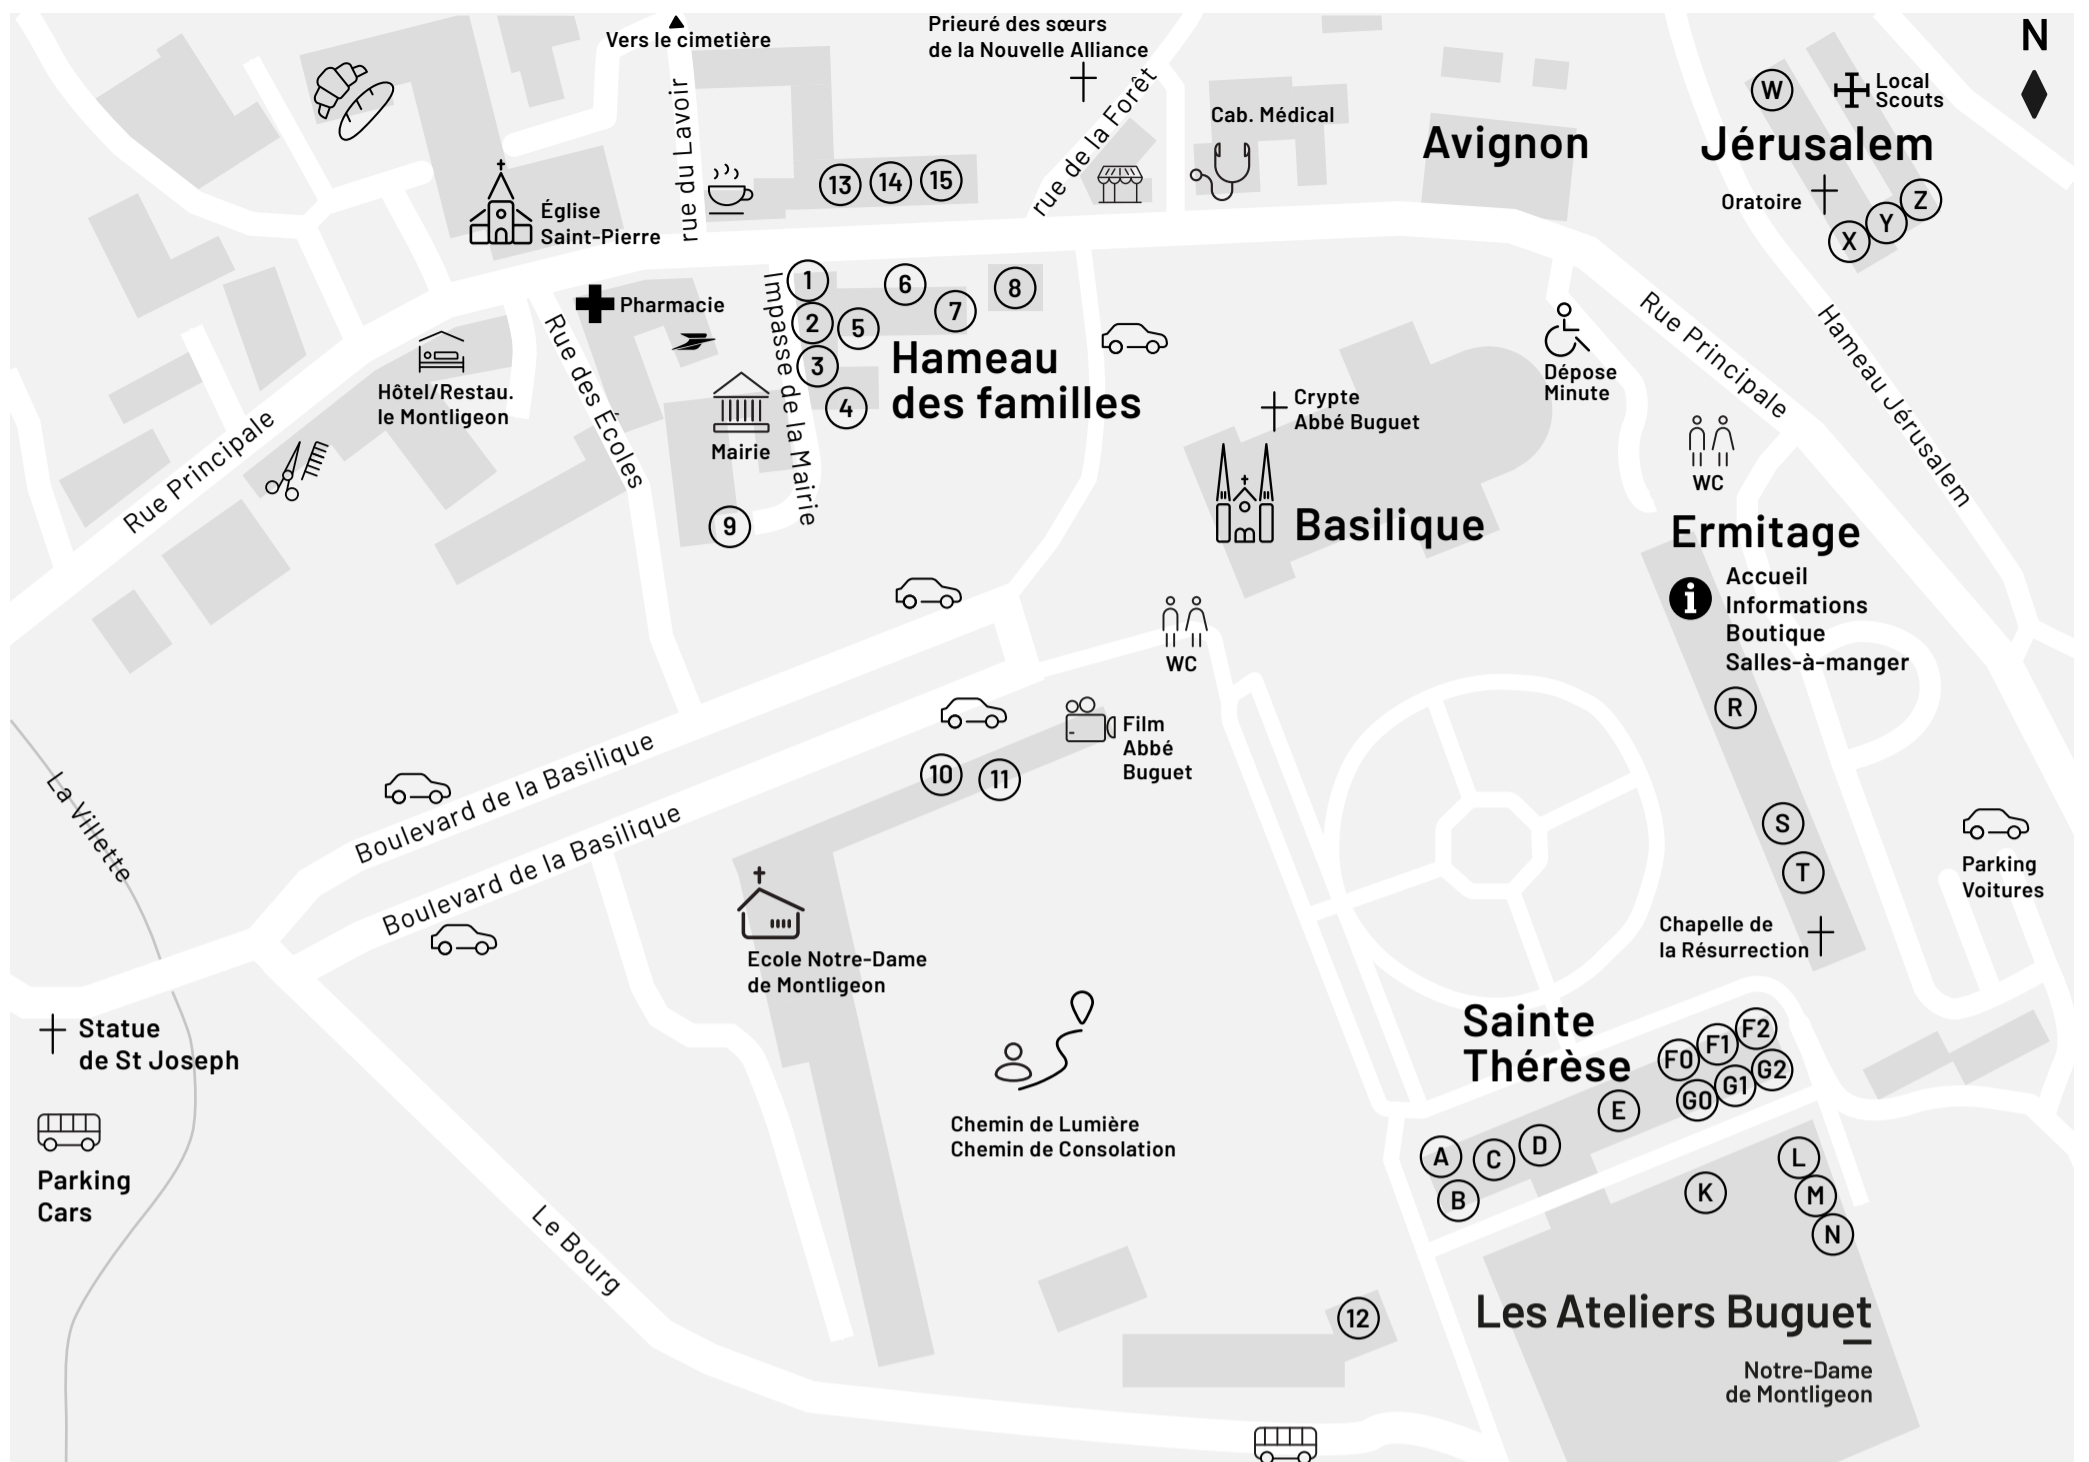 Vers le cimetière
Prieuré des sœurs
de la Nouvelle Alliance
N
rue du Lavoir
rue de la Forêt
Cab. Médical
Avignon
W
Local
Scouts
Jérusalem
Oratoire
X
Y
Z
13
14
15
Église
Saint-Pierre
Pharmacie
Impasse de la Mairie
1
2
3
4
5
6
7
8
Hameau
des familles
Hôtel/Restau.
le Montligeon
Rue des Écoles
Mairie
9
Rue Principale
Crypte
Abbé Buguet
Basilique
Dépose
Minute
Rue Principale
Hameau Jérusalem
WC
Ermitage
i
Accueil
Informations
Boutique
Salles-à-manger
R
S
T
WC
Film
Abbé
Buguet
10
11
La Villette
Boulevard de la Basilique
Boulevard de la Basilique
Parking
Voitures
Chapelle de
la Résurrection
Ecole Notre-Dame
de Montligeon
Statue
de St Joseph
Parking
Cars
Chemin de Lumière
Chemin de Consolation
Sainte
Thérèse
F0
F1
F2
G0
G1
G2
E
A
B
C
D
K
L
M
N
Le Bourg
12
Les Ateliers Buguet
Notre-Dame
de Montligeon